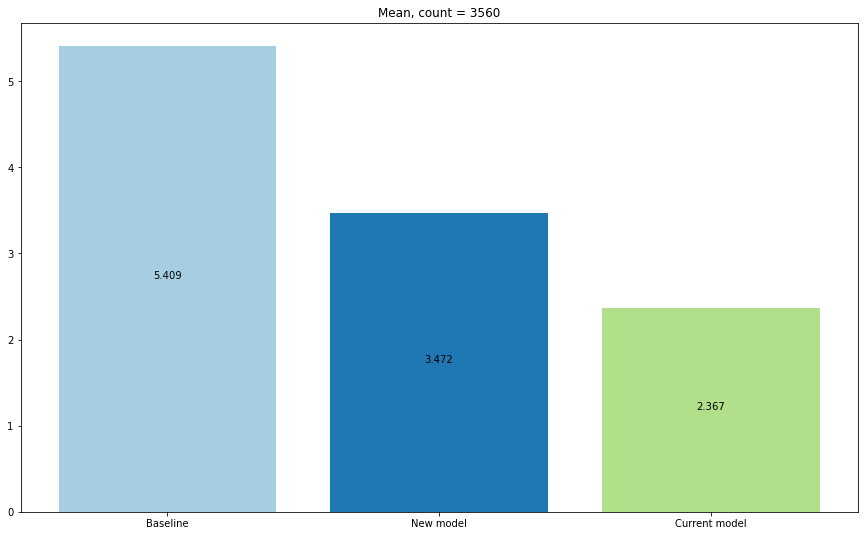 Mean, count = 3560
5
4
3
2
1
0
5.409
3.472
2.367
Baseline
New model
Current model